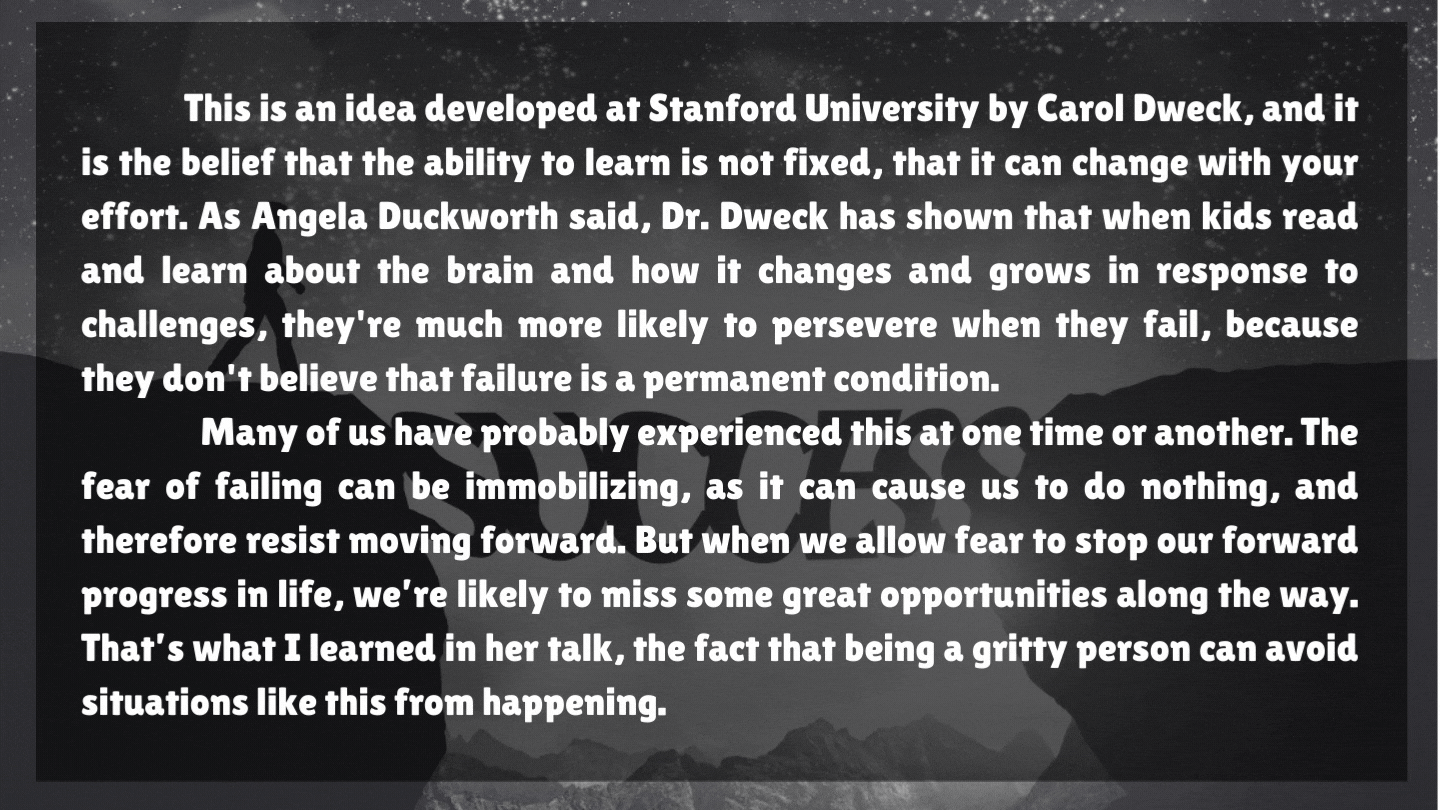 This is an idea developed at Stanford University by Carol Dweck, and it
is the belief that the ability to learn is not fixed, that it can change with your
effort. As Angela Duckworth said, Dr. Dweck has shown that when kids read
and learn about the brain and how it changes and grows in response to
challenges, they're much more likely to persevere when they fail, because
they don't believe that failure is a permanent condition.
Many of us have probably experienced this at one time or another. The
fear of failing can be immobilizing, as it can cause us to do nothing, and
therefore resist moving forward. But when we allow fear to stop our forward
progress in life, we’re likely to miss some great opportunities along the way.
That’s what I learned in her talk, the fact that being a gritty person can avoid
situations like this from happening.
SUCCESS